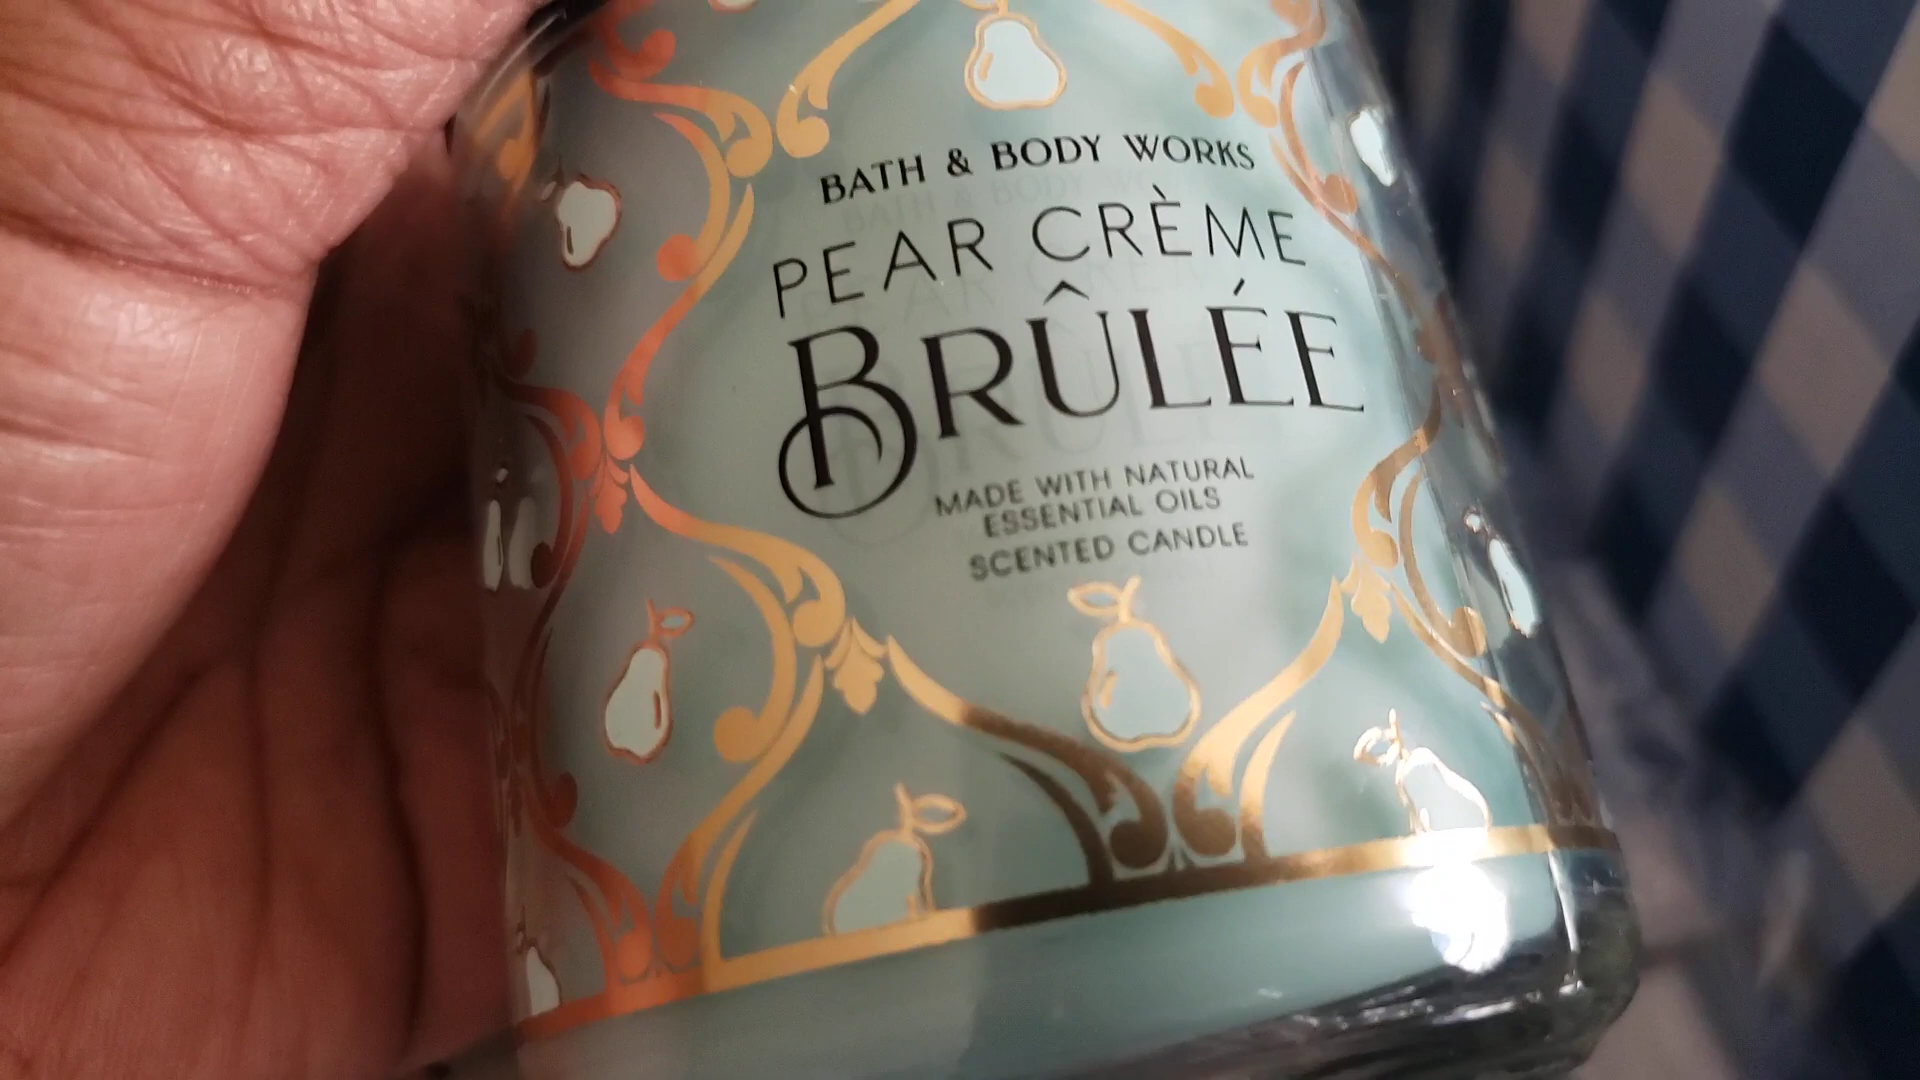 BATH & BODY WORKS
PEAR CRÈME
BRÛLÉE
MADE WITH NATURAL
ESSENTIAL OILS
SCENTED CANDLE